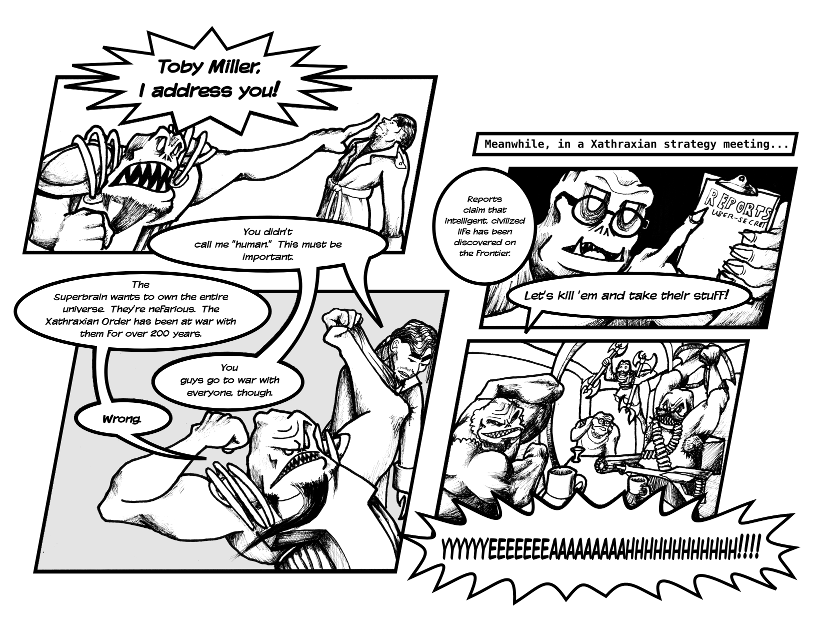 Toby Miller,
I address you!
You didn't
call me "human." This must be
important.
The
Superbrain wants to own the entire
universe. They're nefarious. The
Xathraxian Order has been at war with
them for over 200 years.
You
guys go to war with
everyone, though.
Wrong.
Meanwhile, in a Xathraxian strategy meeting...
Reports
claim that
intelligent, civilized
life has been
discovered on
the frontier.
REPORTS
UBER-SECRET
Let's kill 'em and take their stuff!
YYYYYYEEEEEEEEAAAAAAAAAHHHHHHHHHHHHH!!!!